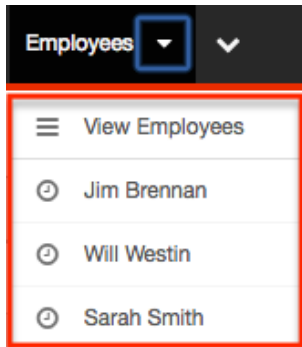 Employees
View Employees
Jim Brennan
Will Westin
Sarah Smith